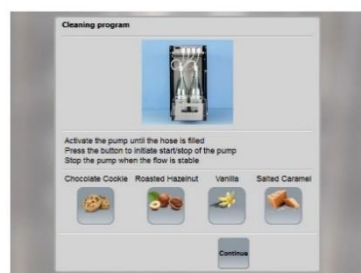 Cleaning program
Activate the pump until the hose is filled
Press the button to initiate start/stop of the pump
Stop the pump when the flow is stable
Chocolate Cookie Roasted Hazelnut Vanilla Salted Caramel
Continue